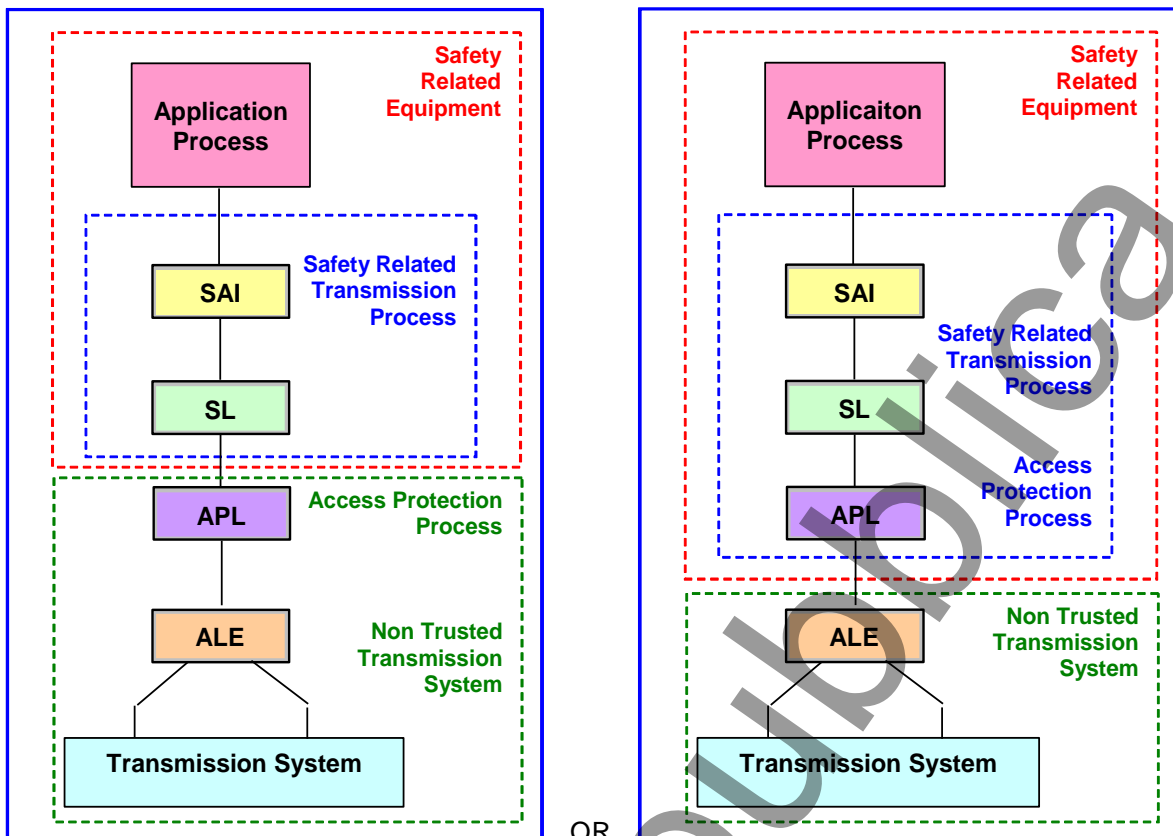 Safety
Related
Equipment
Application
Process
Safety Related
Transmission
Process
SAI
SL
Access Protection
Process
APL
ALE
Non Trusted
Transmission
System
Transmission System
OR
Safety
Related
Equipment
Applicaiton
Process
SAI
Safety Related
Transmission
Process
SL
Access
Protection
Process
APL
ALE
Non Trusted
Transmission
System
Transmission System
ubblica